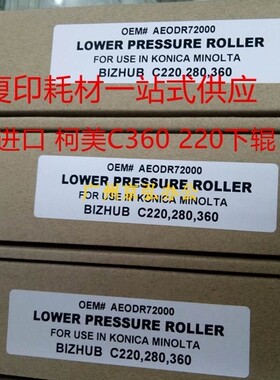 OEM# AEODR72000
LOWER PRESSURE ROLLER
FOR USE IN KONICA MINOLTA
BIZHUB C220,280,360
复印耗材一站式供应
进口 柯美C360 220下辊
OEM# AEODR72000
LOWER PRESSURE ROLLER
FOR USE IN KONICA MINOLTA
BIZHUB C220,280,360
OEM# AEODR72000
LOWER PRESSURE ROLLER
FOR USE IN KONICA MINOLTA
BIZHUB C220,280,360